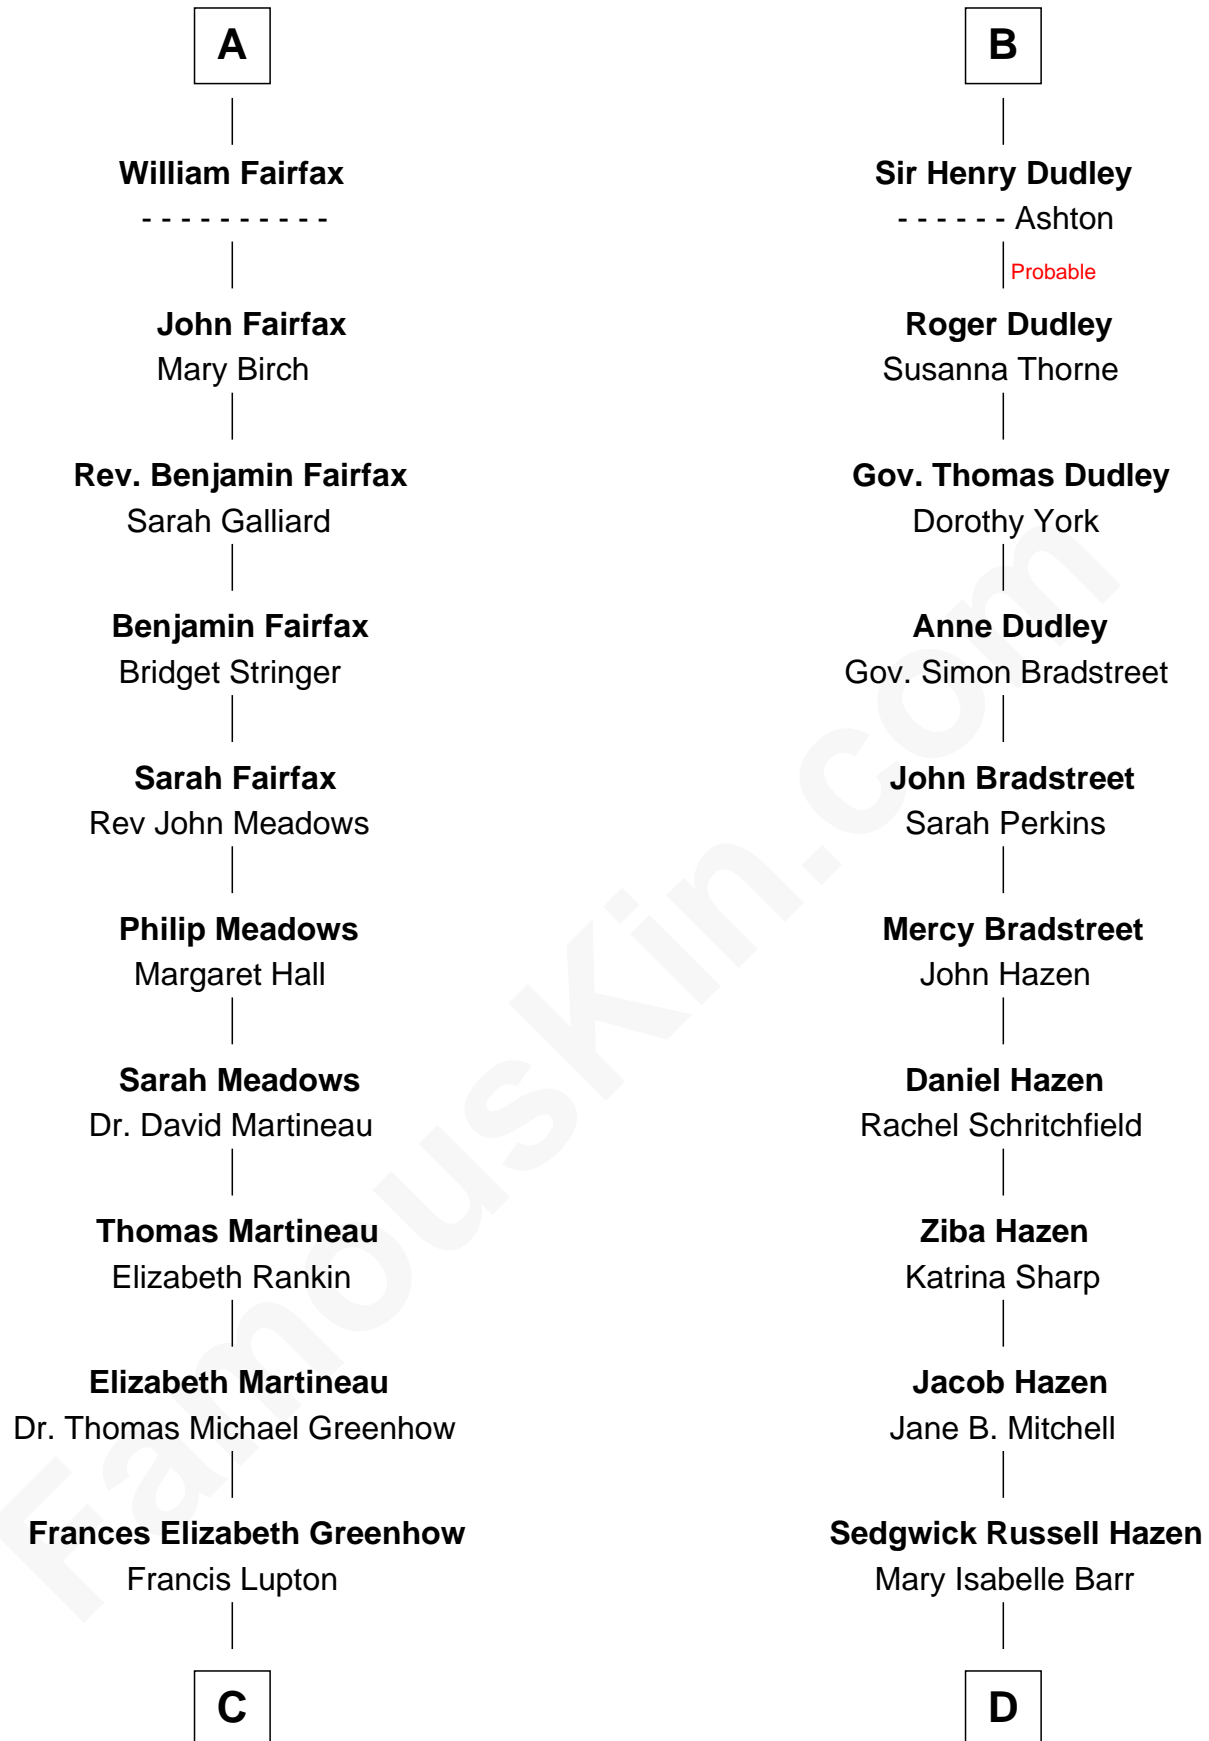 A
William Fairfax
- - - - - - - - - -
John Fairfax
Mary Birch
Rev. Benjamin Fairfax
Sarah Galliard
Benjamin Fairfax
Bridget Stringer
Sarah Fairfax
Rev John Meadows
Philip Meadows
Margaret Hall
Sarah Meadows
Dr. David Martineau
Thomas Martineau
Elizabeth Rankin
Elizabeth Martineau
Dr. Thomas Michael Greenhow
Frances Elizabeth Greenhow
Francis Lupton
C
B
Sir Henry Dudley
- - - - - - Ashton
Probable
Roger Dudley
Susanna Thorne
Gov. Thomas Dudley
Dorothy York
Anne Dudley
Gov. Simon Bradstreet
John Bradstreet
Sarah Perkins
Mercy Bradstreet
John Hazen
Daniel Hazen
Rachel Schritchfield
Ziba Hazen
Katrina Sharp
Jacob Hazen
Jane B. Mitchell
Sedgwick Russell Hazen
Mary Isabelle Barr
D
FamousKin.com